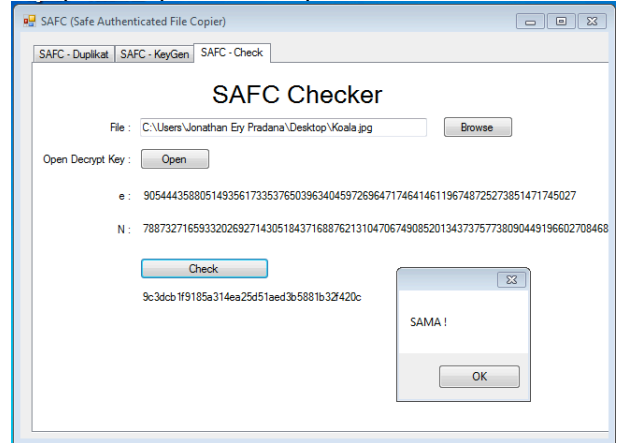 SAFC (Safe Authenticated File Copier)
SAFC - Duplikat SAFC - KeyGen SAFC - Check
SAFC Checker
File : C:\Users\Jonathan Ery Pradana\Desktop\Koala.jpg Browse
Open Decrypt Key : Open
e : 90544435880514935617335376503963404597269647174641461196748725273851471745027
N : 78873271659332026927143051843716887621310470674908520134373757738090449196602708468
Check
9c3dcb1f9185a314ea25d51aed3b5881b32f420c
SAMA !
OK